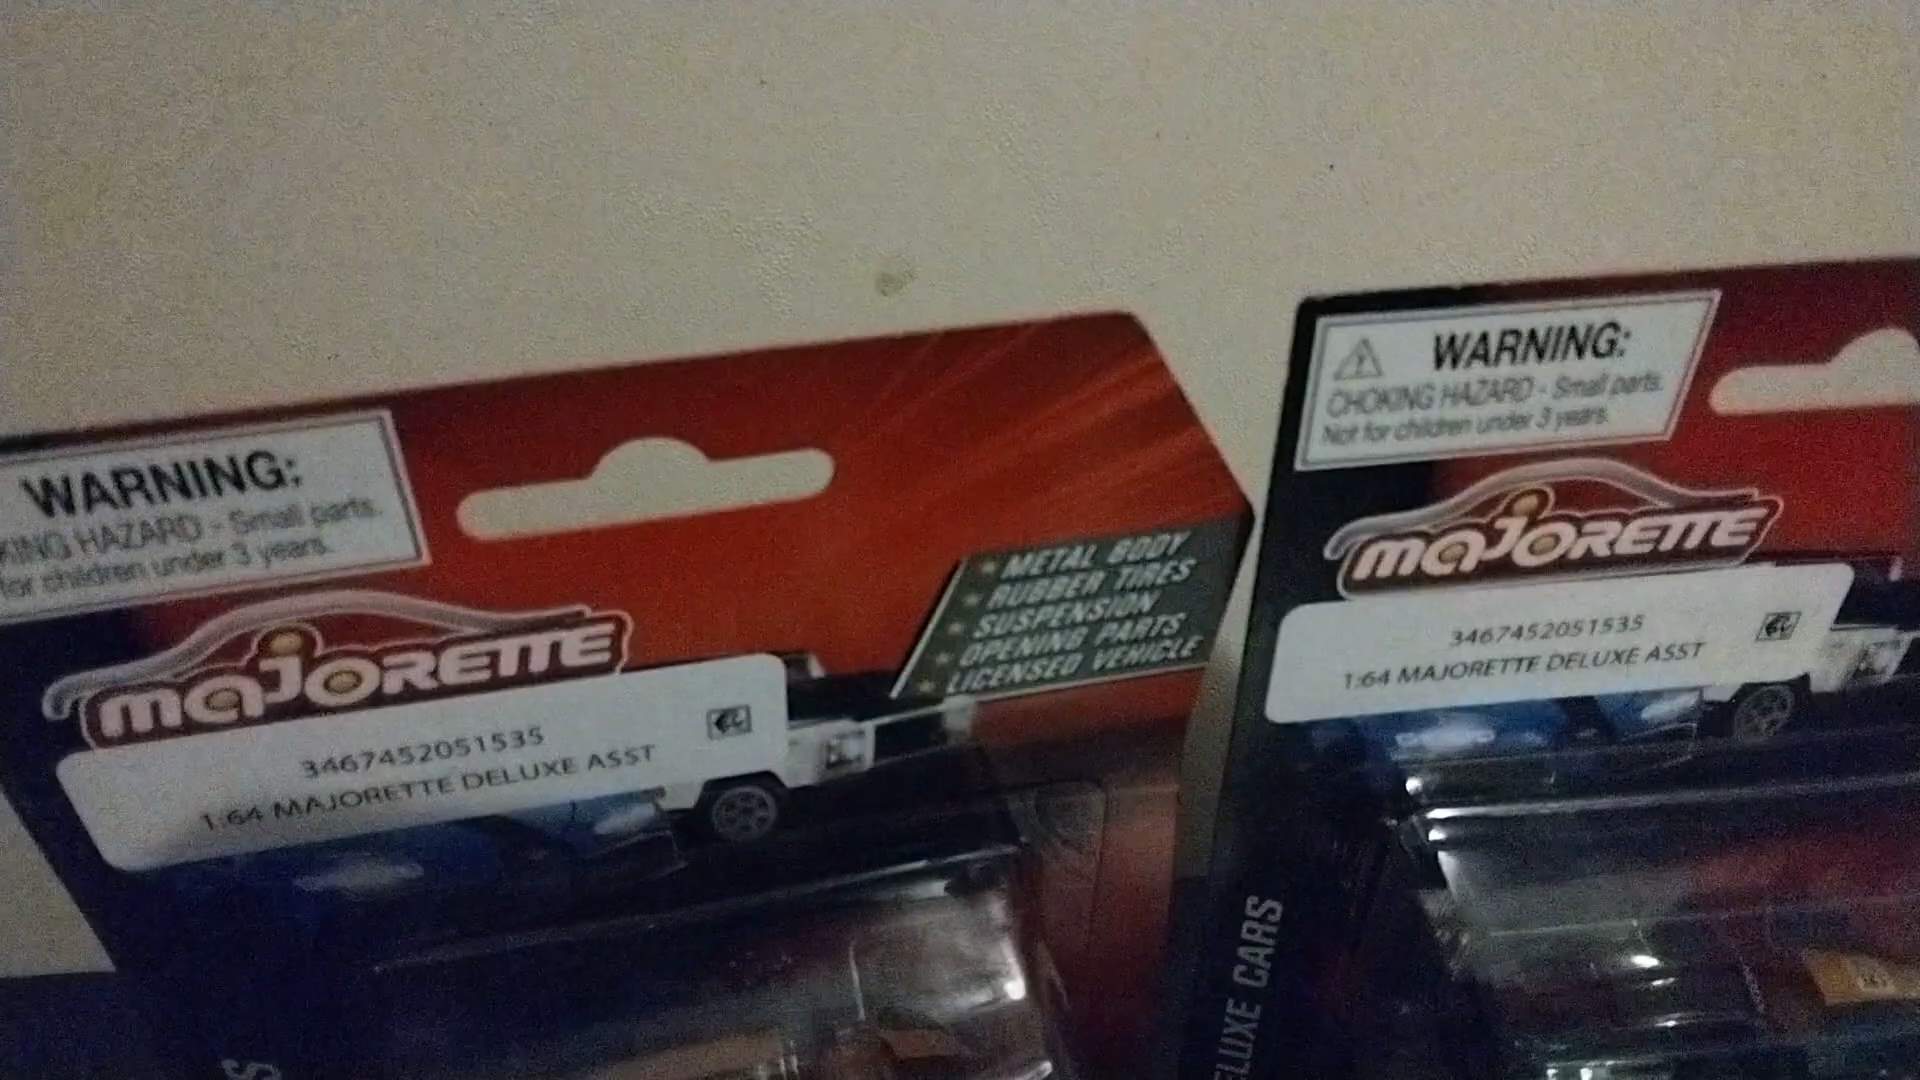 WARNING:
KING HAZARD - Small parts.
for children under 3 years.
majORETTE
3467452051535
1:64 MAJORETTE DELUXE ASST
METAL BODY
RUBBER TIRES
SUSPENSION
OPENING PARTS
LICENSED VEHICLE
WARNING:
CHOKING HAZARD - Small parts.
Not for children under 3 years.
majORETTE
3467452051535
1:64 MAJORETTE DELUXE ASST
ELUXE CARS
S